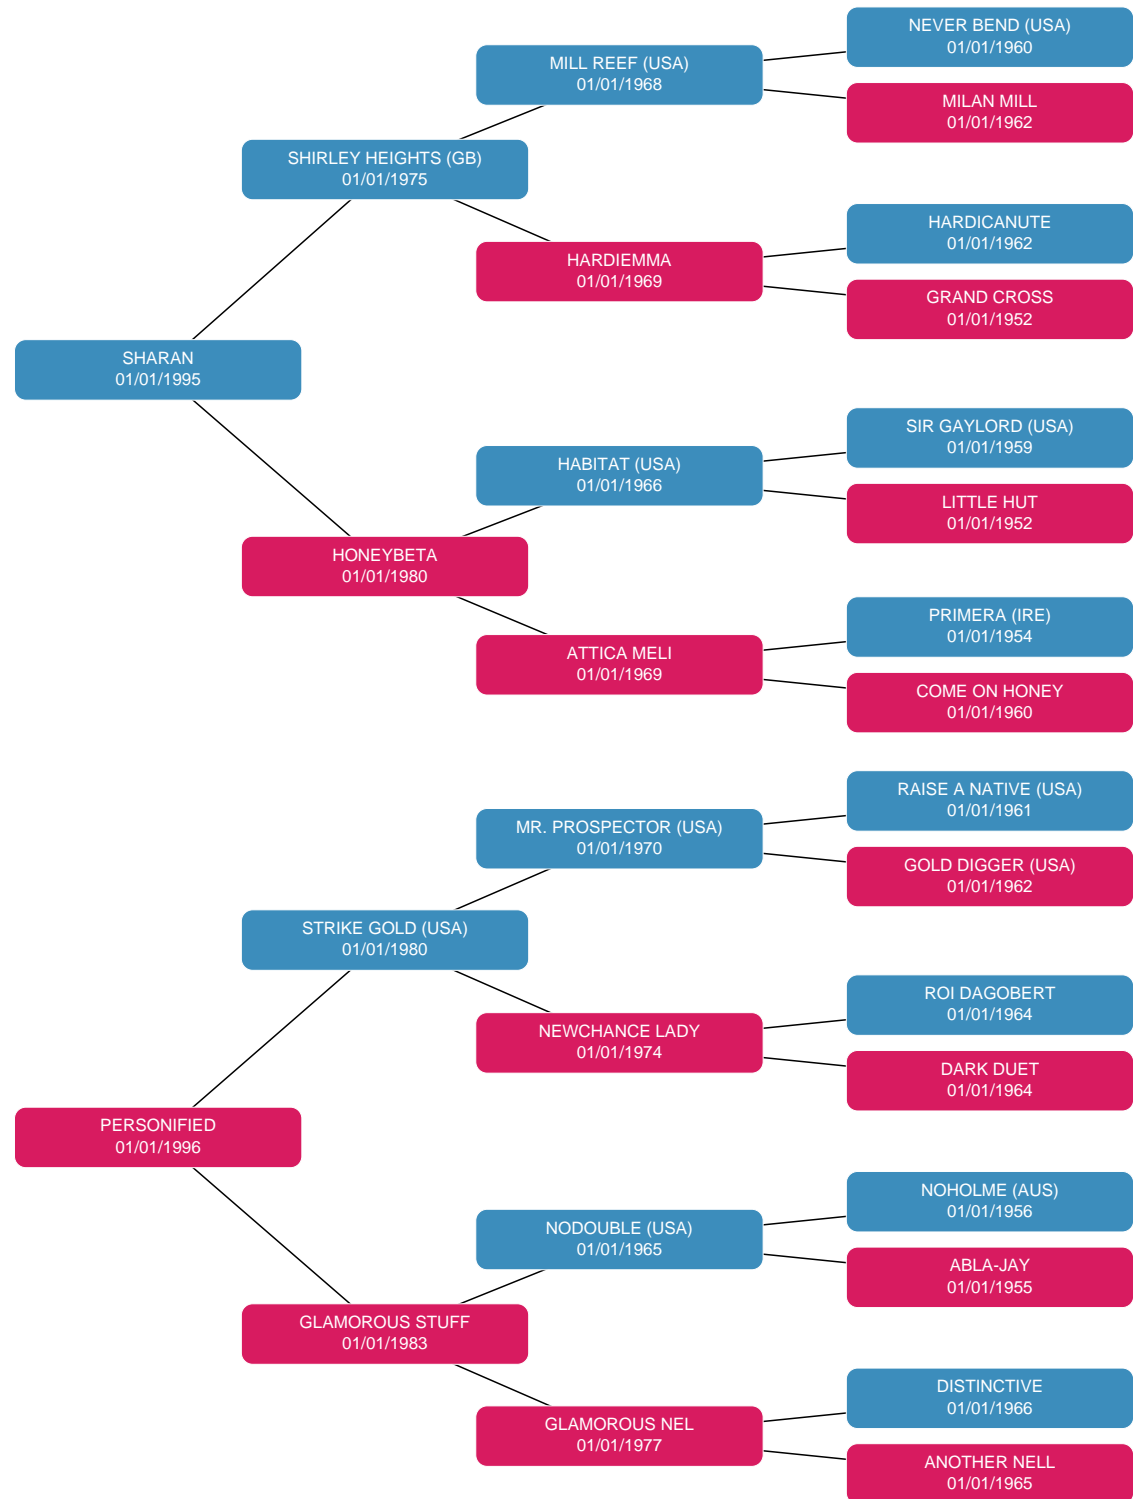 NEVER BEND (USA)
01/01/1960
MILL REEF (USA)
01/01/1968
MILAN MILL
01/01/1962
SHIRLEY HEIGHTS (GB)
01/01/1975
HARDICANUTE
01/01/1962
HARDIEMMA
01/01/1969
GRAND CROSS
01/01/1952
SHARAN
01/01/1995
SIR GAYLORD (USA)
01/01/1959
HABITAT (USA)
01/01/1966
LITTLE HUT
01/01/1952
HONEYBETA
01/01/1980
PRIMERA (IRE)
01/01/1954
ATTICA MELI
01/01/1969
COME ON HONEY
01/01/1960
RAISE A NATIVE (USA)
01/01/1961
MR. PROSPECTOR (USA)
01/01/1970
GOLD DIGGER (USA)
01/01/1962
STRIKE GOLD (USA)
01/01/1980
ROI DAGOBERT
01/01/1964
NEWCHANCE LADY
01/01/1974
DARK DUET
01/01/1964
PERSONIFIED
01/01/1996
NOHOLME (AUS)
01/01/1956
NODOUBLE (USA)
01/01/1965
ABLA-JAY
01/01/1955
GLAMOROUS STUFF
01/01/1983
DISTINCTIVE
01/01/1966
GLAMOROUS NEL
01/01/1977
ANOTHER NELL
01/01/1965